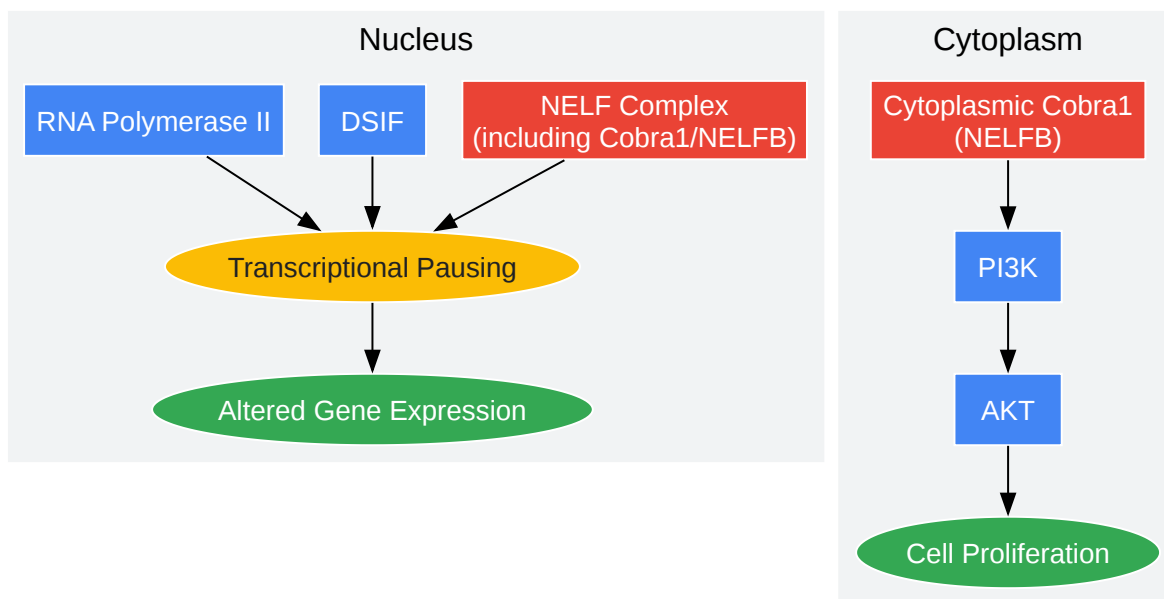 Nucleus
RNA Polymerase II
DSIF
NELF Complex
(including Cobra1/NELFB)
Transcriptional Pausing
Altered Gene Expression
Cytoplasm
Cytoplasmic Cobra1
(NELFB)
PI3K
AKT
Cell Proliferation